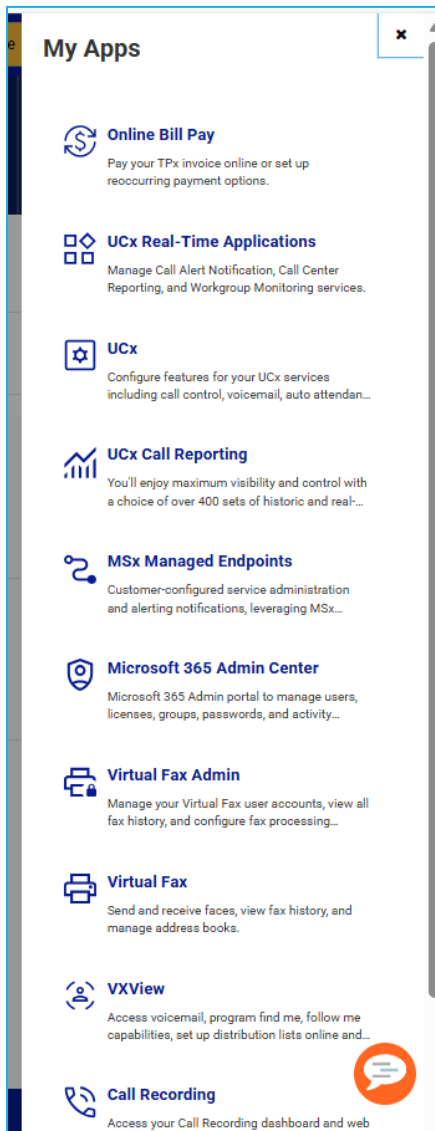 e
My Apps
Online Bill Pay
Pay your TPx invoice online or set up
reoccurring payment options.
UCx Real-Time Applications
Manage Call Alert Notification, Call Center
Reporting, and Workgroup Monitoring services.
UCx
Configure features for your UCx services
including call control, voicemail, auto attendan...
UCx Call Reporting
You'll enjoy maximum visibility and control with
a choice of over 400 sets of historic and real-...
MSx Managed Endpoints
Customer-configured service administration
and alerting notifications, leveraging MSx...
Microsoft 365 Admin Center
Microsoft 365 Admin portal to manage users,
licenses, groups, passwords, and activity...
Virtual Fax Admin
Manage your Virtual Fax user accounts, view all
fax history, and configure fax processing...
Virtual Fax
Send and receive faces, view fax history, and
manage address books.
VXView
Access voicemail, program find me, follow me
capabilities, set up distribution lists online and...
Call Recording
Access your Call Recording dashboard and web